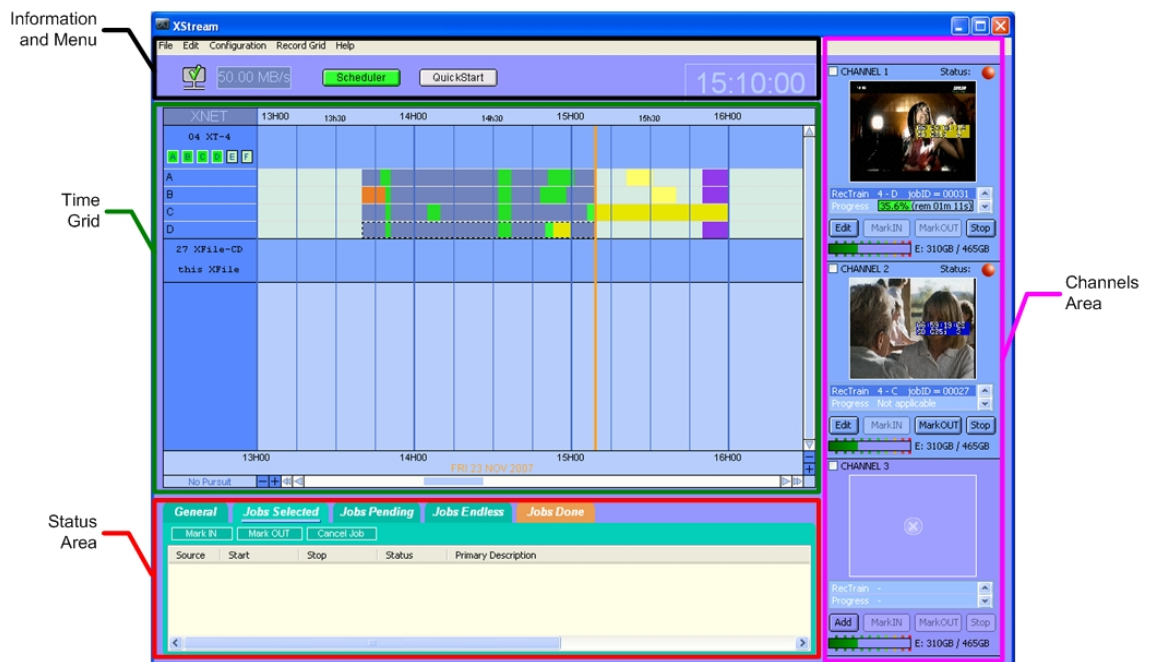 Information
and Menu
XStream
File Edit Configuration Record Grid Help
50.00 MB/s
Scheduler
QuickStart
15:10:00
Time
Grid
XNET
13H00 13h30 14H00 14h30 15H00 15h30 16H00
04 XT-4
A B C D E F
A
B
C
D
27 XFile-CD
this XFile
13H00 14H00 15H00 16H00
FRI 23 NOV 2007
No Pursuit
Status
Area
General Jobs Selected Jobs Pending Jobs Endless Jobs Done
Mark IN Mark OUT Cancel Job
Source Start Stop Status Primary Description
Channels
Area
CHANNEL 1 Status:
RecTrain 4 - D jobID = 00031
Progress 35.6% (rem 01m 11s)
Edit MarkIN MarkOUT Stop
E: 310GB / 465GB
CHANNEL 2 Status:
RecTrain 4 - C jobID = 00027
Progress Not applicable
Edit MarkIN MarkOUT Stop
E: 310GB / 465GB
CHANNEL 3
RecTrain -
Progress -
Add MarkIN MarkOUT Stop
E: 310GB / 465GB